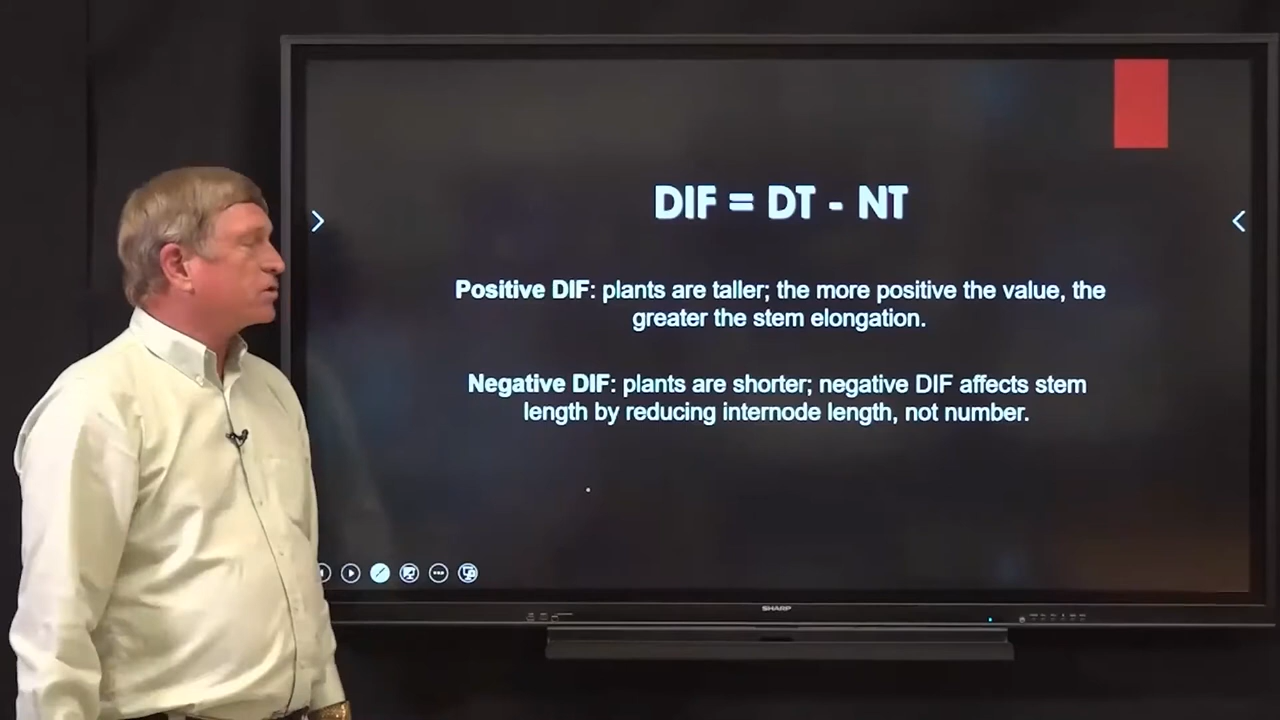 DIF = DT - NT
Positive DIF: plants are taller; the more positive the value, the
greater the stem elongation.
Negative DIF: plants are shorter; negative DIF affects stem
length by reducing internode length, not number.
SHARP